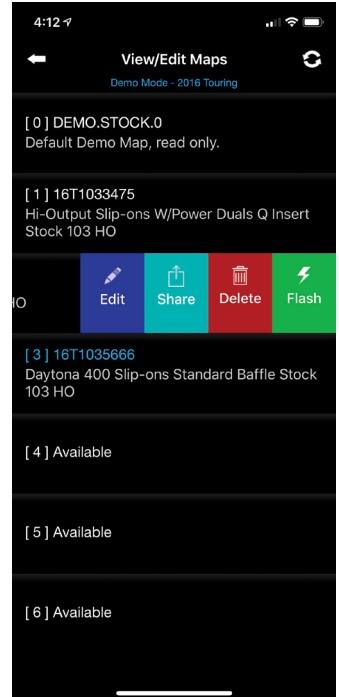 4:12
View/Edit Maps
Demo Mode - 2016 Touring
[ 0 ] DEMO.STOCK.0
Default Demo Map, read only.
[ 1 ] 16T1033475
Hi-Output Slip-ons W/Power Duals Q Insert
Stock 103 HO
HO
Edit
Share
Delete
Flash
[ 3 ] 16T1035666
Daytona 400 Slip-ons Standard Baffle Stock
103 HO
[ 4 ] Available
[ 5 ] Available
[ 6 ] Available